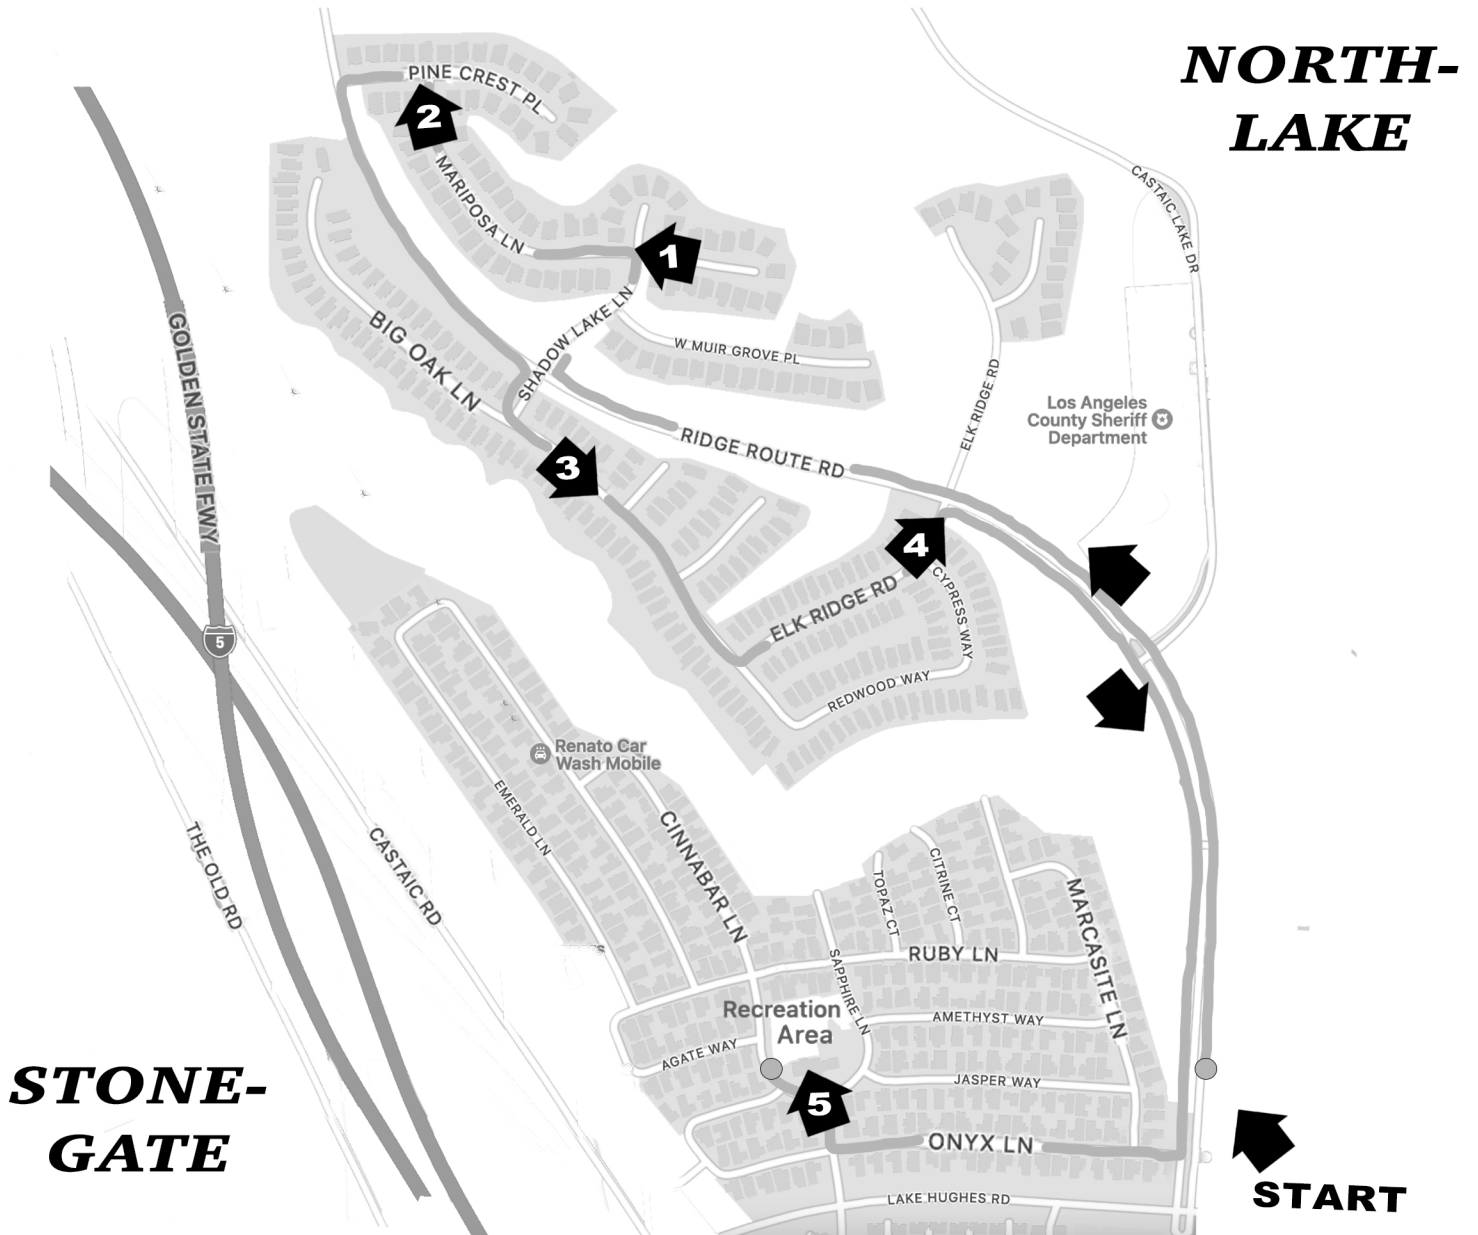 NORTH-
LAKE
PINE CREST PL
2
MARIPOSA LN
1
CASTAIC LAKE DR
SHADOW LAKE LN
W MUIR GROVE PL
BIG OAK LN
GOLDEN STATE FWY
ELK RIDGE RD
Los Angeles
County Sheriff
Department
RIDGE ROUTE RD
3
4
CYPRESS WAY
ELK RIDGE RD
5
REDWOOD WAY
Renato Car
Wash Mobile
EMERALD LN
CINNABAR LN
THE OLD RD
CASTAIC RD
TOPAZ CT
CITRINE CT
MARCASITE LN
RUBY LN
SAPPHIRE LN
Recreation
Area
AMETHYST WAY
AGATE WAY
JASPER WAY
STONE-
GATE
5
ONYX LN
START
LAKE HUGHES RD